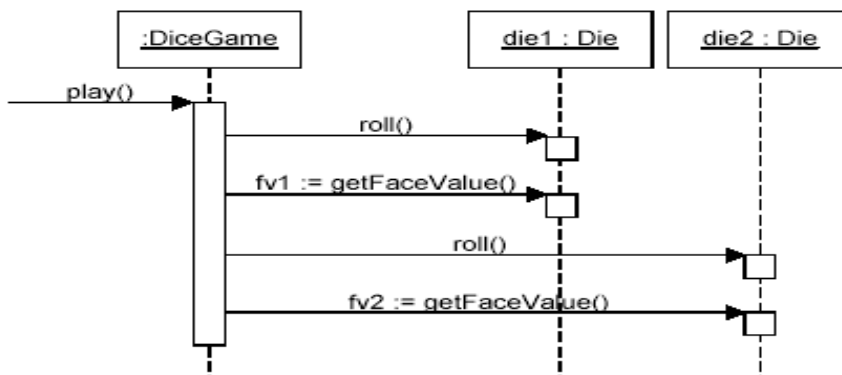 :DiceGame
die1 : Die
die2 : Die
play()
roll()
fv1 := getFaceValue()
roll()
fv2 := getFaceValue()